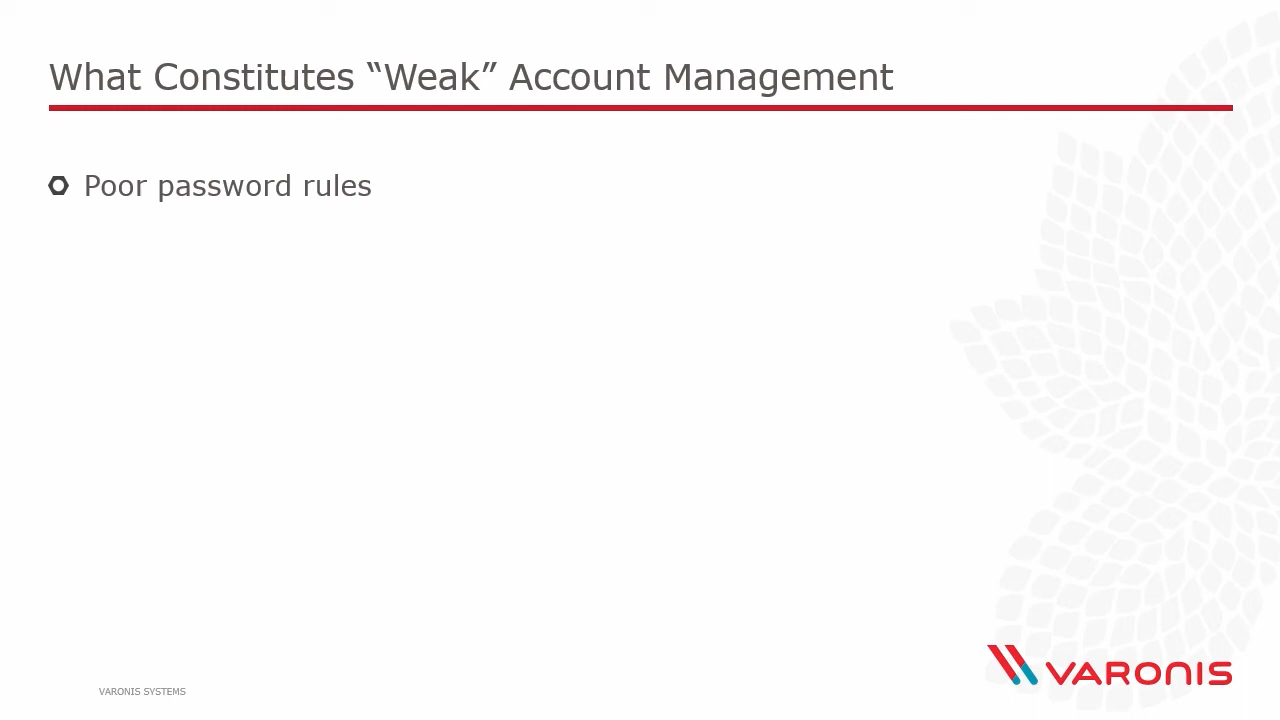 What Constitutes “Weak” Account Management
Poor password rules
VARONIS SYSTEMS
VARONIS